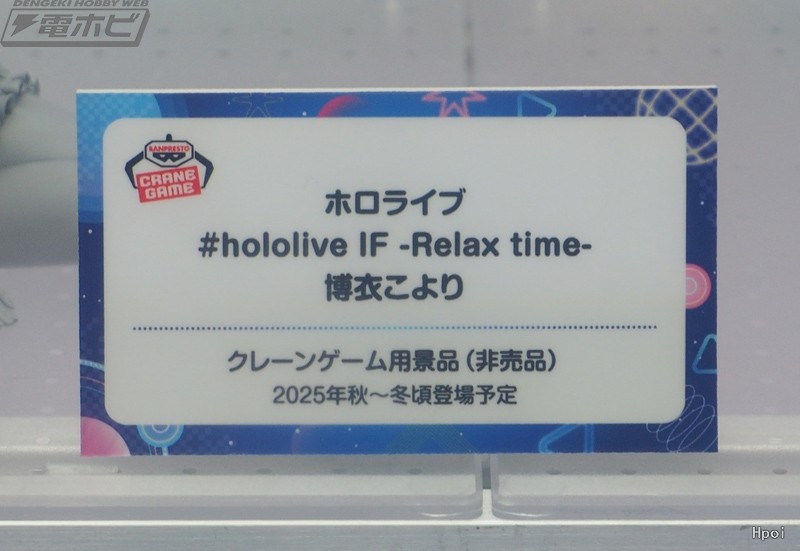 DENGEKI HOBBY WEB
電ホビ
BANPRESTO
CRANE
GAME
ホロライブ
#hololive IF -Relax time-
博衣こより
クレーンゲーム用景品（非売品）
2025年秋～冬頃登場予定
Hpoi